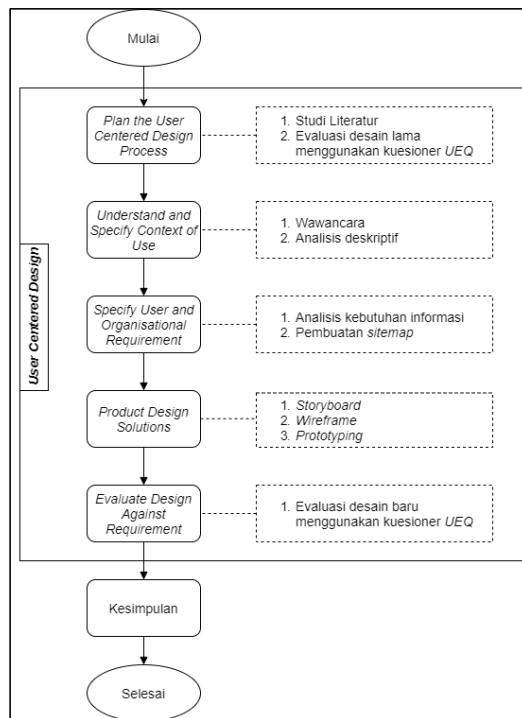 Mulai
Plan the User
Centered Design
Process
1. Studi Literatur
2. Evaluasi desain lama
menggunakan kuesioner UEQ
Understand and
Specify Context of
Use
1. Wawancara
2. Analisis deskriptif
User Centered Design
Specify User and
Organisational
Requirement
1. Analisis kebutuhan informasi
2. Pembuatan sitemap
Product Design
Solutions
1. Storyboard
2. Wireframe
3. Prototyping
Evaluate Design
Against
Requirement
1. Evaluasi desain baru
menggunakan kuesioner UEQ
Kesimpulan
Selesai